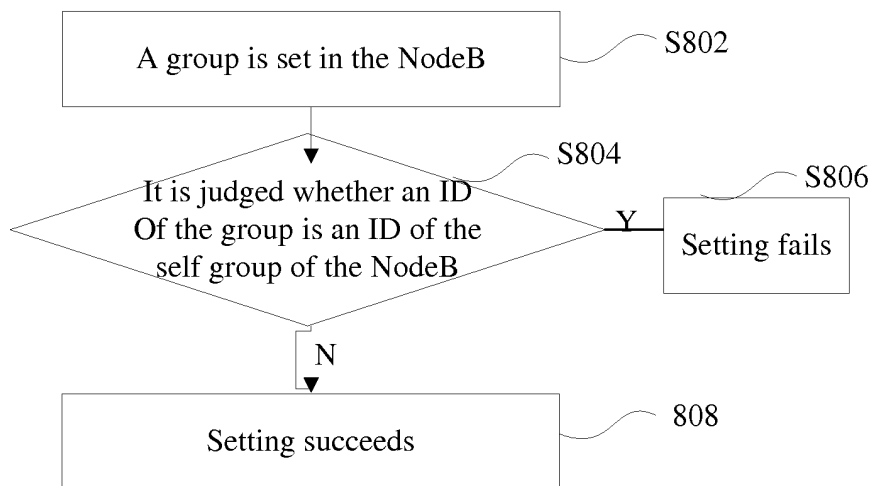 A group is set in the NodeB
S802
S804
It is judged whether an ID
Of the group is an ID of the
self group of the NodeB
Y
S806
Setting fails
N
Setting succeeds
808